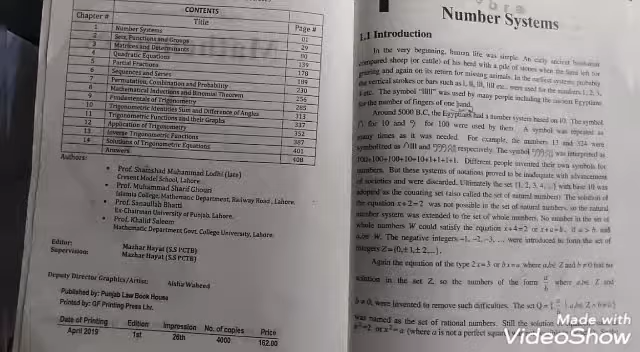 CONTENTS
Chapter # Title Page #
1 Number Systems 01
2 Sets, Functions and Groups 29
3 Matrices and Determinants
4 Quadratic Equations
5 Partial Fractions 139
6 Sequences and Series 178
7 Permutation, Combination and Probability 189
8 Mathematical Inductions and Binomial Theorem 230
9 Fundamentals of Trigonometry 256
10 Trigonometric Identities Sum and Difference of Angles 285
11 Trigonometric Functions and their Graphs 313
12 Application of Trigonometry 337
13 Inverse Trigonometric Functions 352
14 Solutions of Trigonometric Equations 387
Answers 401
408
Authors:
• Prof. Shamshad Muhammad Lodhi (late)
Cresent Model School, Lahore
• Prof. Muhammad Sharif Ghouri
Islamia College, Mathematic Department, Railway Road, Lahore
• Prof. Sanaullah Bhatti
Ex-Chairman University of Punjab, Lahore.
• Prof. Khalid Saleem
Mathematic Department Govt. College University, Lahore.
Editor: Mazhar Hayat (S.S PCTB)
Supervision: Mazhar Hayat (S.S PCTB)
Deputy Director Graphics/Artist: Aisha Waheed
Published by: Punjab Law Book House
Printed by: GF Printing Press Lhr.
Date of Printing Edition Impression No. of copies Price
April 2019 1st 26th 4000 162.00
Number Systems
1.1 Introduction
In the very beginning, human life was simple. An early ancient herdsman
compared sheep (or cattle) of his herd with a pile of stones when the herd left for
grazing and again on its return for missing animals. In the earliest systems probably
the vertical strokes or bars such as I, II, III, IIII etc.. were used for the numbers 1, 2, 3,
4 etc. The symbol "IIIII" was used by many people including the ancient Egyptians
for the number of fingers of one hand.
Around 5000 B.C, the Egyptians had a number system based on 10. The symbol
∩ for 10 and 9 for 100 were used by them. A symbol was repeated as
many times as it was needed. For example, the numbers 13 and 324 were
symbolized as ∩III and respectively. The symbol was interpreted as
100+100+100+10+10+1+1+1+1. Different people invented their own symbols for
numbers. But these systems of notations proved to be inadequate with advancement
of societies and were discarded. Ultimately the set {1, 2, 3, 4, ...} with base 10 was
adopted as the counting set (also called the set of natural numbers). The solution of
the equation x+2=2 was not possible in the set of natural numbers, so the natural
number system was extended to the set of whole numbers. No number in the set of
whole numbers W could satisfy the equation x+4=2 or x+a=b, if a>b and
a,b∈W. The negative integers −1, −2, −3, ... were introduced to form the set of
integers Z={0,±1,±2,...}.
Again the equation of the type 2x=3 or bx=a where a,b∈Z and b≠0 had no
solution in the set Z, so the numbers of the form a/b where a,b∈Z and
b≠0, were invented to remove such difficulties. The set Q={a/b | a,b∈Z∧b≠0}
was named as the set of rational numbers. Still the solution
x²=2 or x²=a (where a is not a perfect
Made with
VideoShow